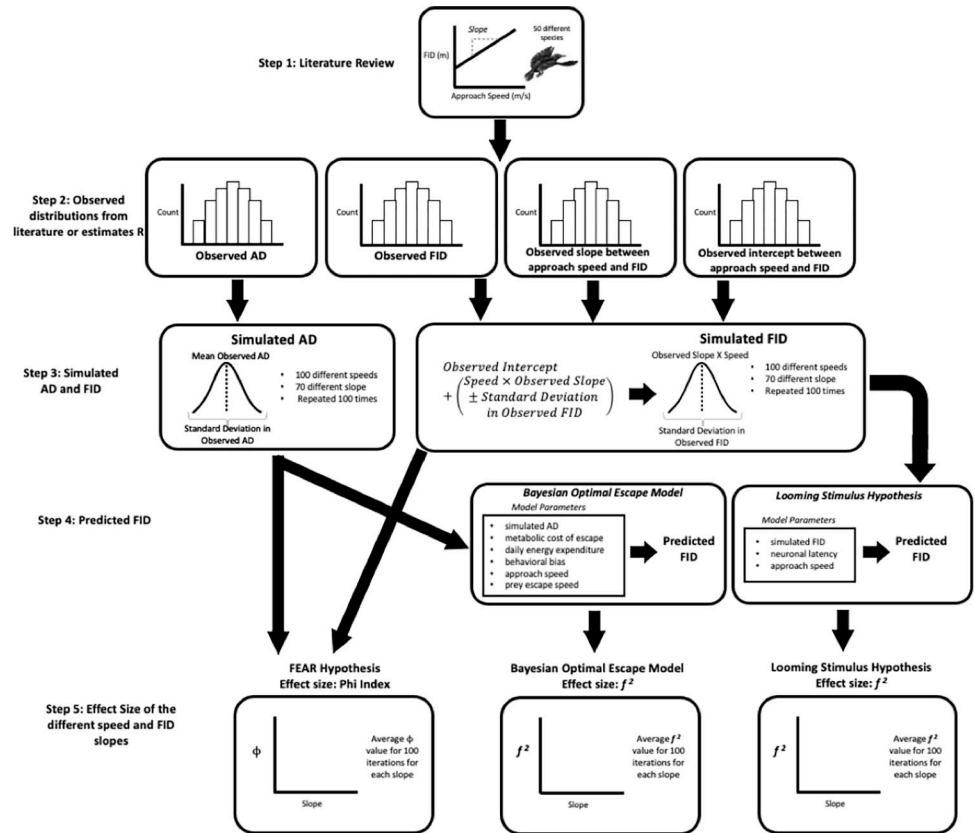 Step 1: Literature Review
Slope
FID (m)
50 different
species
Approach Speed (m/s)
Step 2: Observed
distributions from
literature or estimates R
Count
Observed AD
Count
Observed FID
Count
Observed slope between
approach speed and FID
Count
Observed intercept between
approach speed and FID
Step 3: Simulated
AD and FID
Simulated AD
Mean Observed AD
• 100 different speeds
• 70 different slope
• Repeated 100 times
Standard Deviation in
Observed AD
Simulated FID
Observed Intercept
+ (Speed × Observed Slope
± Standard Deviation
in Observed FID)
Observed Slope X Speed
• 100 different speeds
• 70 different slope
• Repeated 100 times
Standard Deviation in
Observed FID
Step 4: Predicted FID
Bayesian Optimal Escape Model
Model Parameters
• simulated AD
• metabolic cost of escape
• daily energy expenditure
• behavioral bias
• approach speed
• prey escape speed
Predicted
FID
Looming Stimulus Hypothesis
Model Parameters
• simulated FID
• neuronal latency
• approach speed
Predicted
FID
Step 5: Effect Size of the
different speed and FID
slopes
FEAR Hypothesis
Effect size: Phi Index
ϕ
Average ϕ
value for 100
iterations for
each slope
Slope
Bayesian Optimal Escape Model
Effect size: f²
f²
Average f²
value for 100
iterations for
each slope
Slope
Looming Stimulus Hypothesis
Effect size: f²
f²
Average f²
value for 100
iterations for
each slope
Slope